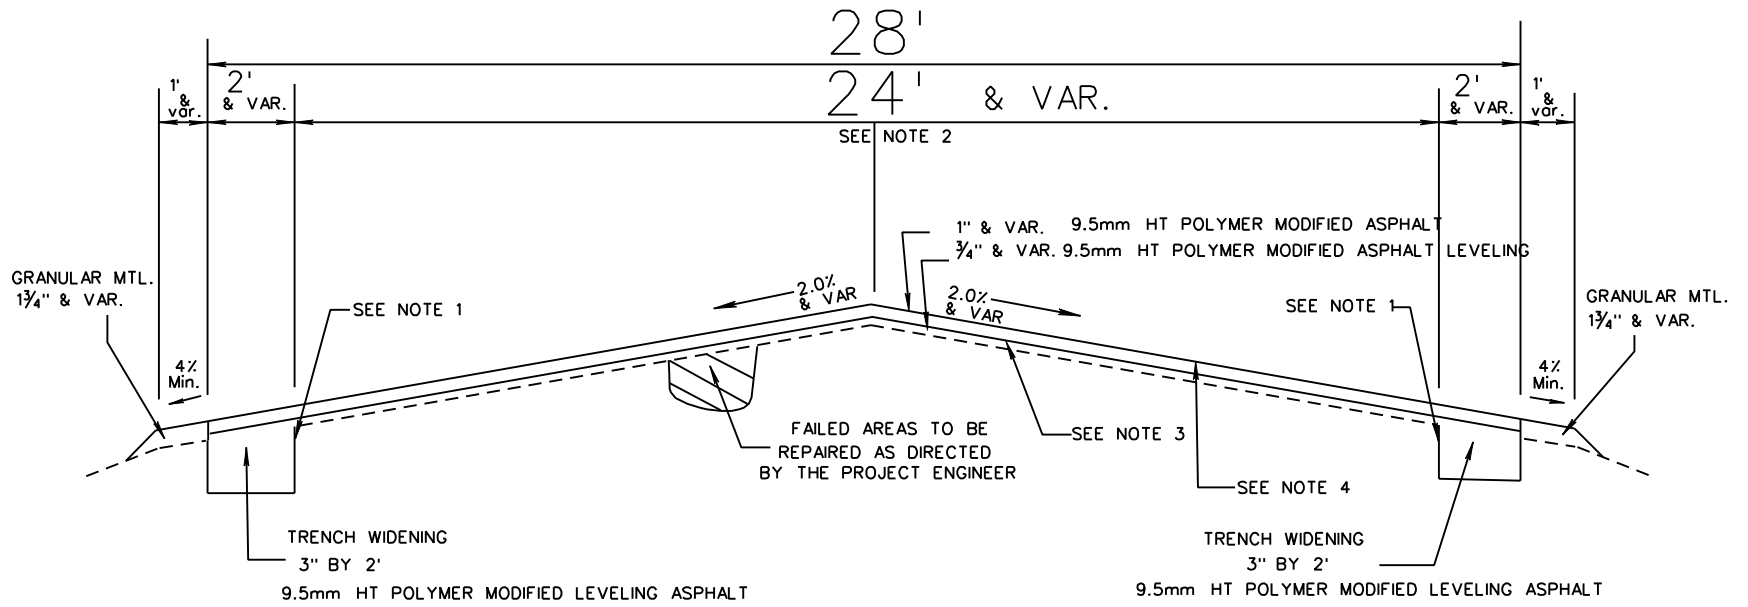 28'
24' & VAR.
1'
&
var.
2'
& VAR.
2'
& VAR.
1'
&
var.
SEE NOTE 2
1" & VAR. 9.5mm HT POLYMER MODIFIED ASPHALT
¾" & VAR. 9.5mm HT POLYMER MODIFIED ASPHALT LEVELING
GRANULAR MTL.
1¾" & VAR.
2.0%
& VAR
2.0%
& VAR
SEE NOTE 1
SEE NOTE 1
GRANULAR MTL.
1¾" & VAR.
4%
Min.
4%
Min.
FAILED AREAS TO BE
REPAIRED AS DIRECTED
BY THE PROJECT ENGINEER
SEE NOTE 3
SEE NOTE 4
TRENCH WIDENING
3" BY 2'
9.5mm HT POLYMER MODIFIED LEVELING ASPHALT
TRENCH WIDENING
3" BY 2'
9.5mm HT POLYMER MODIFIED LEVELING ASPHALT